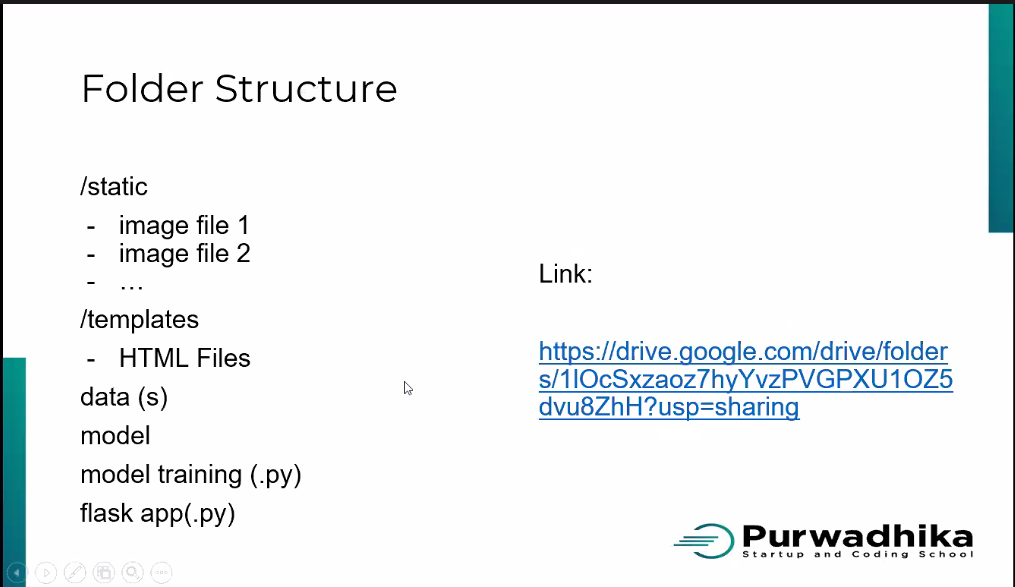 Folder Structure
/static
- image file 1
- image file 2
- …
/templates
- HTML Files
data (s)
model
model training (.py)
flask app(.py)
Link:
https://drive.google.com/drive/folder
s/1IOcSxzaoz7hyYvzPVGPXU1OZ5
dvu8ZhH?usp=sharing
Purwadhika
Startup and Coding School